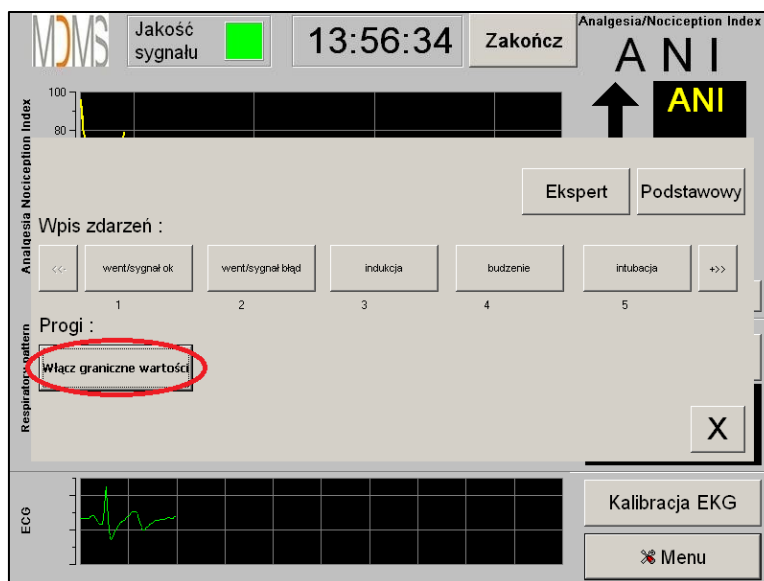 MDMS
Jakość
sygnału
13:56:34
Zakończ
Analgesia/Nociception Index
ANI
ANI
100
80
Analgesia Nociception Index
Ekspert
Podstawowy
Wpis zdarzeń :
<<-
went/sygnał ok
went/sygnał błąd
indukcja
budzenie
intubacja
+>>
1
2
3
4
5
Progi :
Włącz graniczne wartości
Respiratory pattern
X
ECG
Kalibracja EKG
Menu